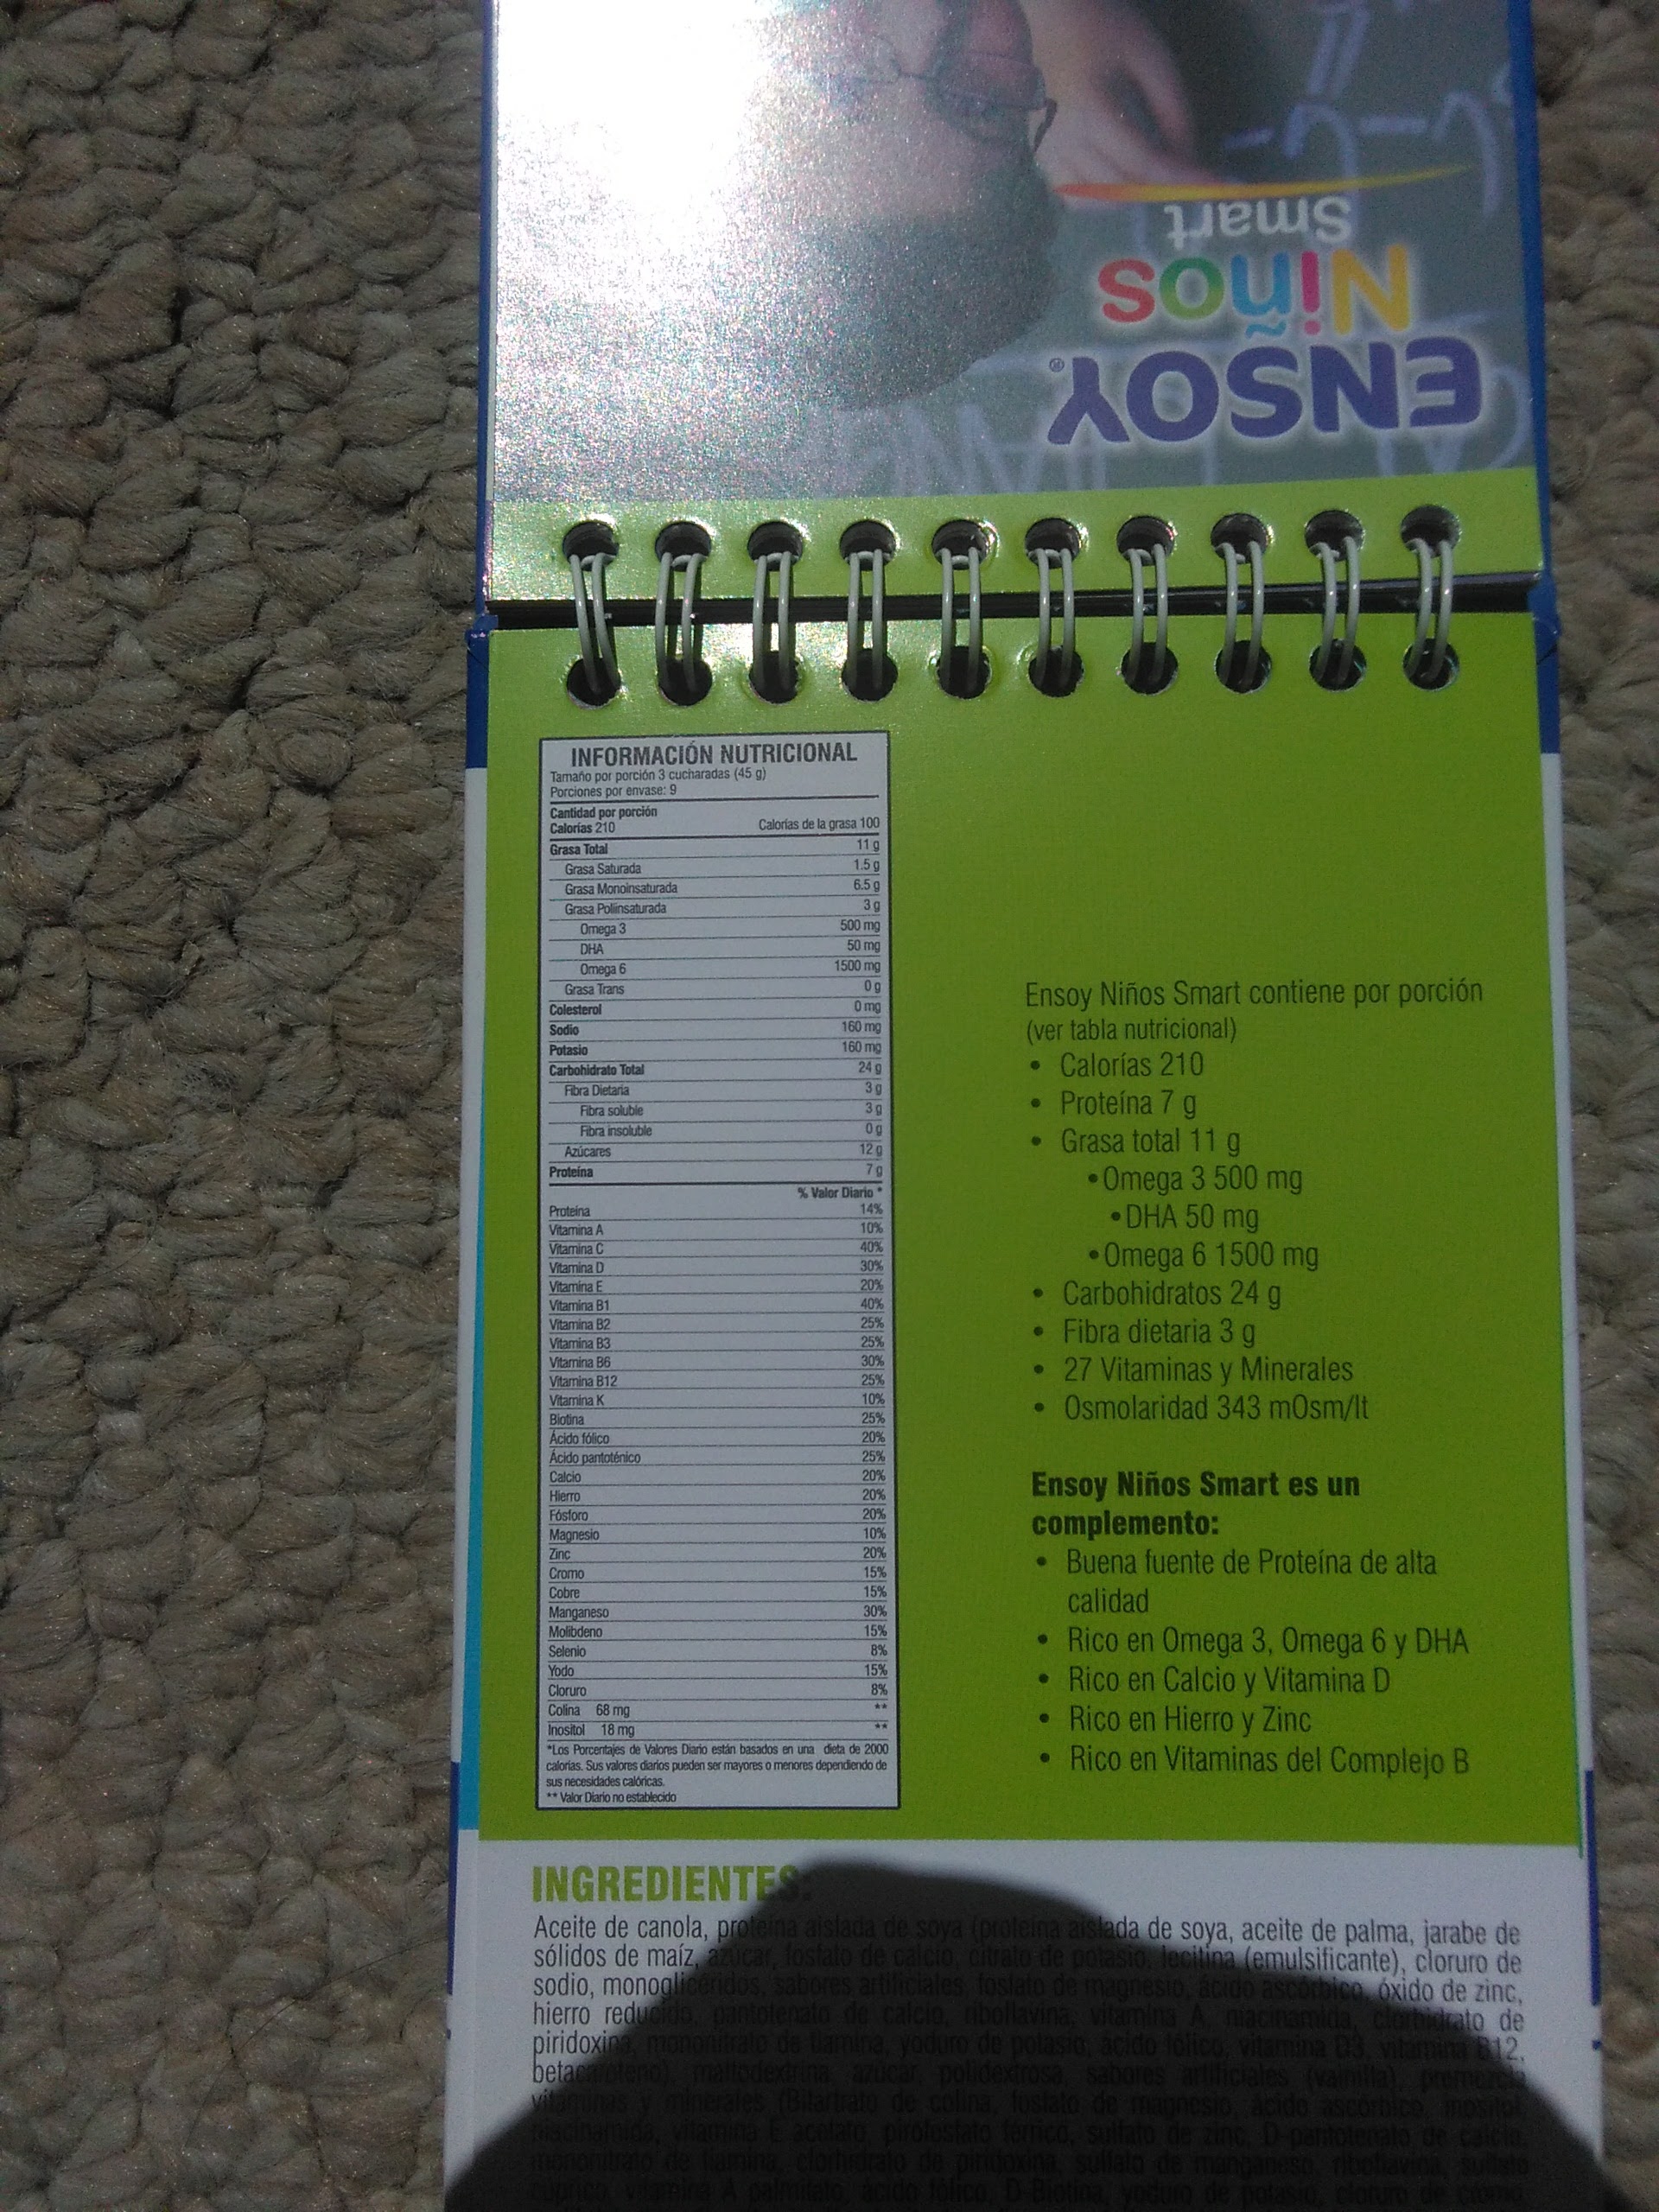 ENSOY®
Niños
Smart
INFORMACIÓN NUTRICIONAL
Tamaño por porción 3 cucharadas (45 g)
Porciones por envase: 9
Cantidad por porción
Calorías 210 Calorías de la grasa 100
Grasa Total 11 g
Grasa Saturada 1.5 g
Grasa Monoinsaturada 6.5 g
Grasa Poliinsaturada 3 g
Omega 3 500 mg
DHA 50 mg
Omega 6 1500 mg
Grasa Trans 0 g
Colesterol 0 mg
Sodio 160 mg
Potasio 160 mg
Carbohidrato Total 24 g
Fibra Dietaria 3 g
Fibra soluble 3 g
Fibra insoluble 0 g
Azúcares 12 g
Proteína 7 g
% Valor Diario *
Proteína 14%
Vitamina A 10%
Vitamina C 40%
Vitamina D 30%
Vitamina E 20%
Vitamina B1 40%
Vitamina B2 25%
Vitamina B3 25%
Vitamina B6 30%
Vitamina B12 25%
Vitamina K 10%
Biotina 25%
Ácido fólico 20%
Ácido pantoténico 25%
Calcio 20%
Hierro 20%
Fósforo 20%
Magnesio 10%
Zinc 20%
Cromo 15%
Cobre 15%
Manganeso 30%
Molibdeno 15%
Selenio 8%
Yodo 15%
Cloruro 8%
Colina 68 mg **
Inositol 18 mg **
*Los Porcentajes de Valores Diario están basados en una dieta de 2000
calorías. Sus valores diarios pueden ser mayores o menores dependiendo de
sus necesidades calóricas.
** Valor Diario no establecido
Ensoy Niños Smart contiene por porción
(ver tabla nutricional)
• Calorías 210
• Proteína 7 g
• Grasa total 11 g
•Omega 3 500 mg
•DHA 50 mg
•Omega 6 1500 mg
• Carbohidratos 24 g
• Fibra dietaria 3 g
• 27 Vitaminas y Minerales
• Osmolaridad 343 mOsm/lt
Ensoy Niños Smart es un
complemento:
• Buena fuente de Proteína de alta
calidad
• Rico en Omega 3, Omega 6 y DHA
• Rico en Calcio y Vitamina D
• Rico en Hierro y Zinc
• Rico en Vitaminas del Complejo B
INGREDIENTES:
Aceite de canola, proteína aislada de soya (proteína aislada de soya, aceite de palma, jarabe de
sólidos de maíz, azúcar, fosfato de calcio, citrato de potasio, lecitina (emulsificante), cloruro de
sodio, monoglicéridos, sabores artificiales, fosfato de magnesio, ácido ascórbico, óxido de zinc,
hierro reducido, pantotenato de calcio, riboflavina, vitamina A, niacinamida, clorhidrato de
piridoxina, mononitrato de tiamina, yoduro de potasio, ácido fólico, vitamina D3, vitamina B12,
betacaroteno), maltodextrina, azúcar, polidextrosa, sabores artificiales (vainilla), premezcla
vitaminas y minerales (Bitartrato de colina, fosfato de magnesio, ácido ascórbico, inositol,
niacinamida, vitamina E acetato, pirofosfato férrico, sulfato de zinc, D-pantotenato de calcio,
mononitrato de tiamina, clorhidrato de piridoxina, sulfato de manganeso, riboflavina, sulfato
cúprico, vitamina A palmitato, ácido fólico, D-Biotina, yoduro de potasio, cloruro de cromo